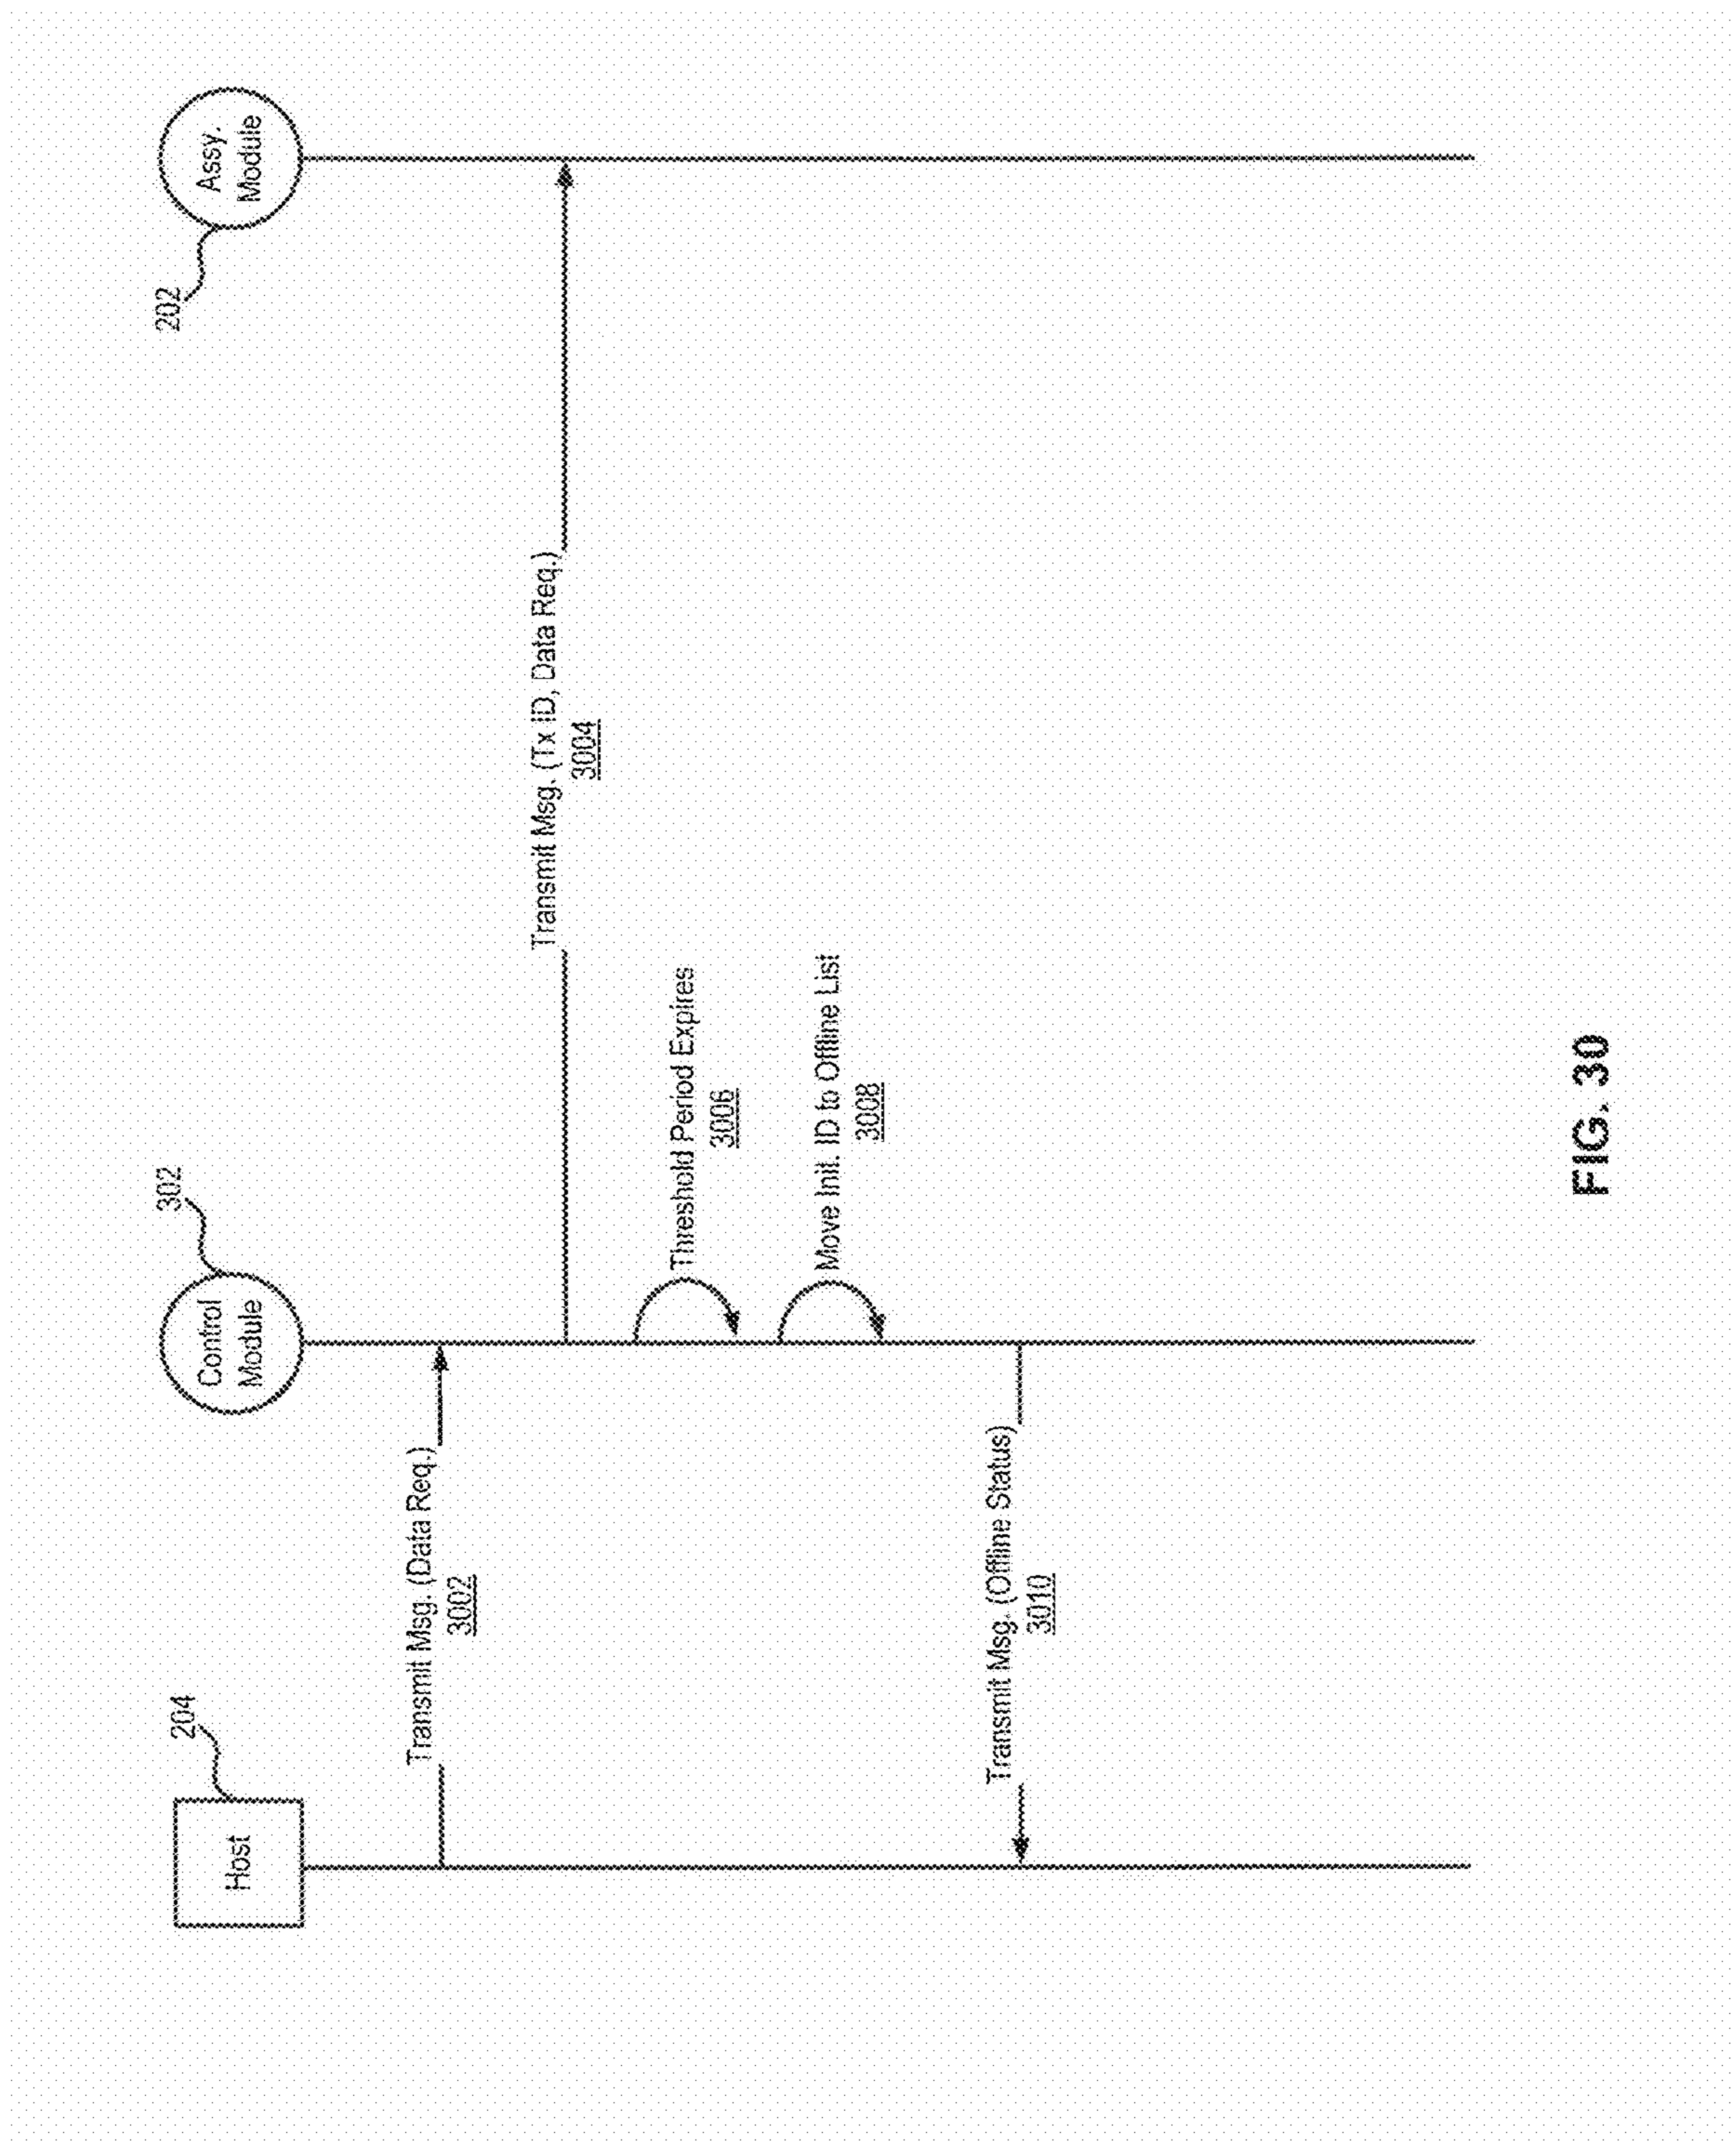 204
302
202
Host
Control
Module
Assy.
Module
Transmit Msg. (Data Req.)
3002
Transmit Msg. (Tx ID, Data Req.)
3004
Threshold Period Expires
3006
Move Init. ID to Offline List
3008
Transmit Msg. (Offline Status)
3010
FIG. 30